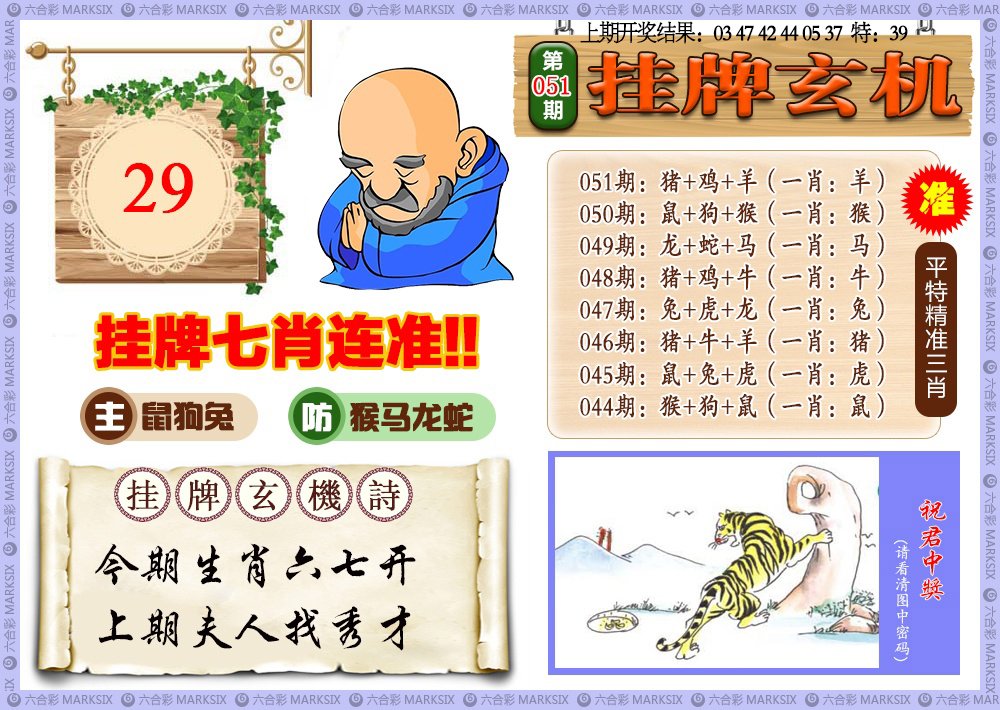 六合彩 MARKSIX
上期开奖结果：03 47 42 44 05 37 特：39
第051期
挂牌玄机
29
挂牌七肖连准!!
主 鼠狗兔
防 猴马龙蛇
挂牌玄機詩
今期生肖六七开
上期夫人找秀才
051期：猪+鸡+羊（一肖：羊）
050期：鼠+狗+猴（一肖：猴）
049期：龙+蛇+马（一肖：马）
048期：猪+鸡+牛（一肖：牛）
047期：兔+虎+龙（一肖：兔）
046期：猪+牛+羊（一肖：猪）
045期：鼠+兔+虎（一肖：虎）
044期：猴+狗+鼠（一肖：鼠）
准
平特精准三肖
祝君中獎
（请看清图中密码）